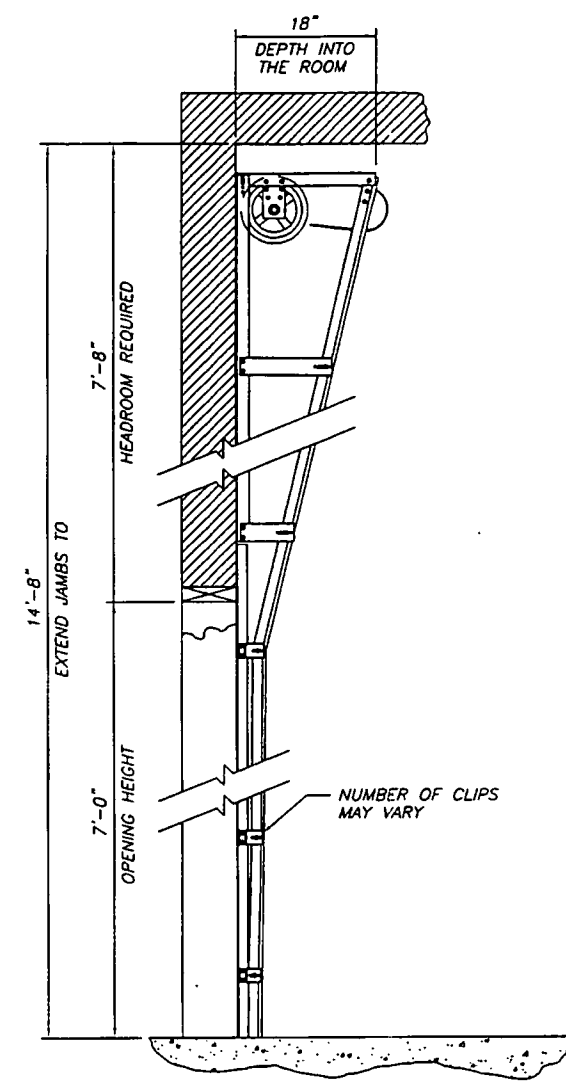 18"
DEPTH INTO
THE ROOM
7'-8"
HEADROOM REQUIRED
14'-8"
EXTEND JAMBS TO
7'-0"
OPENING HEIGHT
NUMBER OF CLIPS
MAY VARY